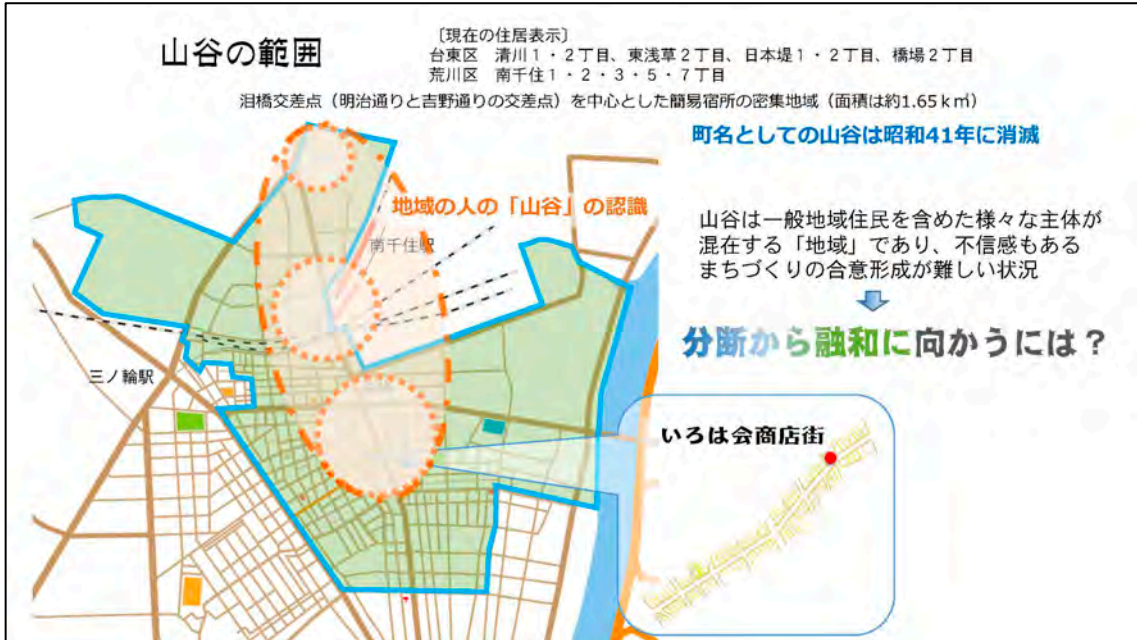 山谷の範囲
〔現在の住居表示〕
台東区 清川1・2丁目、東浅草2丁目、日本堤1・2丁目、橋場2丁目
荒川区 南千住1・2・3・5・7丁目
泪橋交差点（明治通りと吉野通りの交差点）を中心とした簡易宿所の密集地域（面積は約1.65k㎡）
町名としての山谷は昭和41年に消滅
地域の人の「山谷」の認識
南千住駅
山谷は一般地域住民を含めた様々な主体が
混在する「地域」であり、不信感もある
まちづくりの合意形成が難しい状況
分断から融和に向かうには？
三ノ輪駅
いろは会商店街